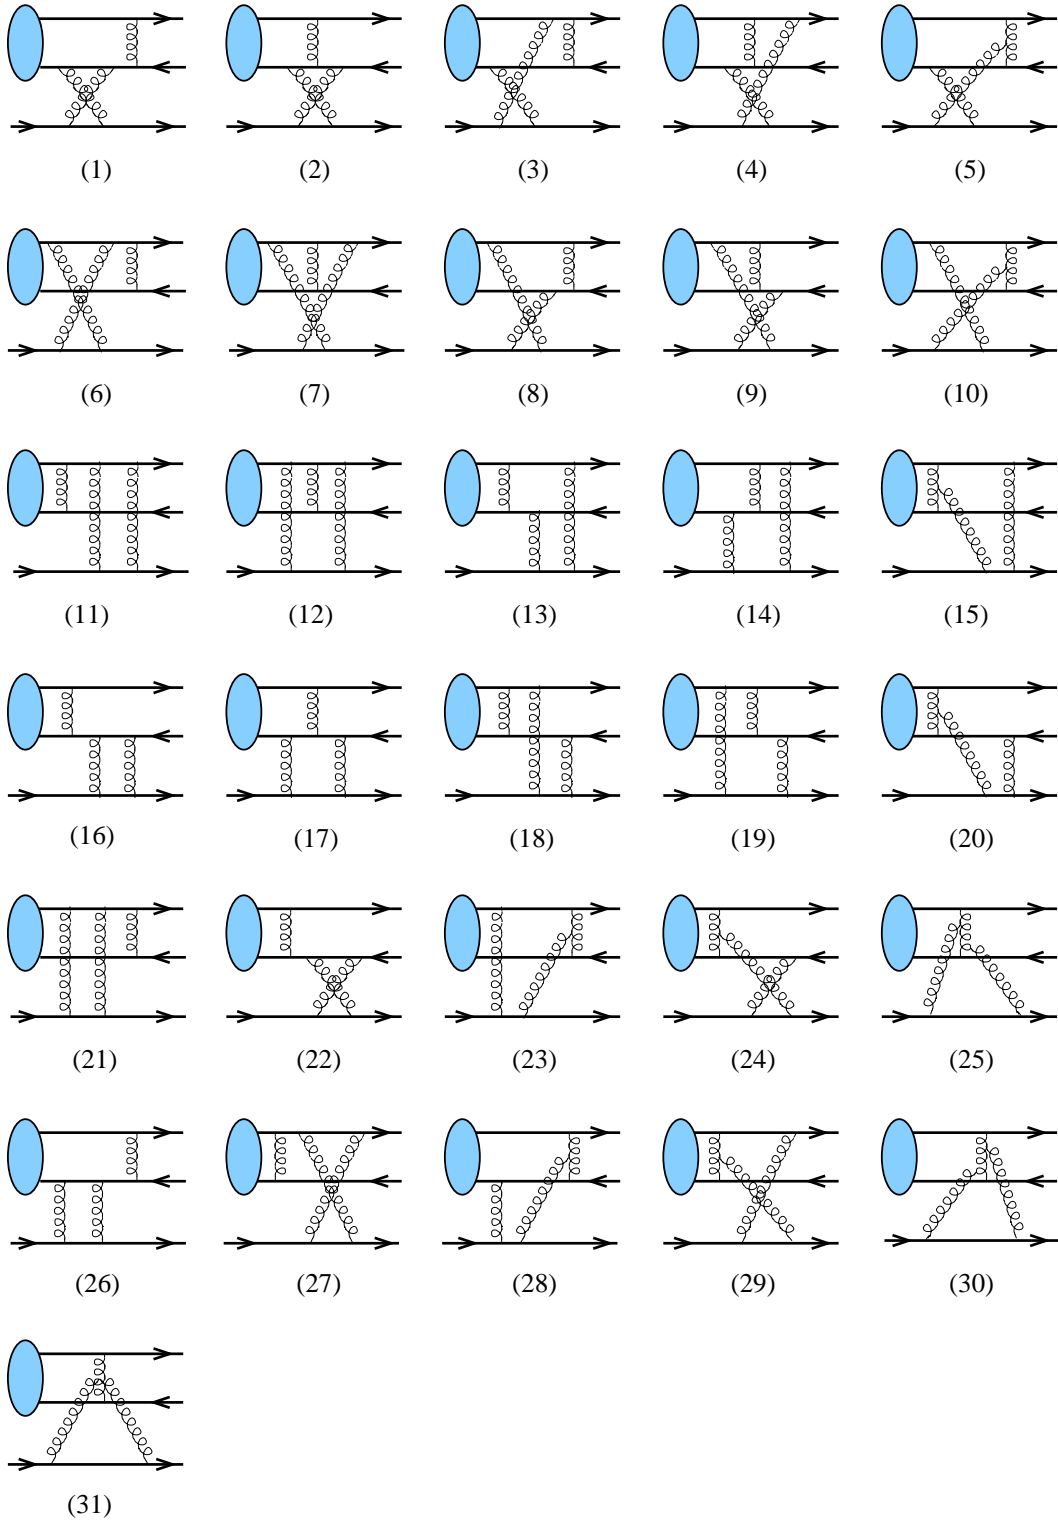 (1) (2) (3) (4) (5)
(6) (7) (8) (9) (10)
(11) (12) (13) (14) (15)
(16) (17) (18) (19) (20)
(21) (22) (23) (24) (25)
(26) (27) (28) (29) (30)
(31)